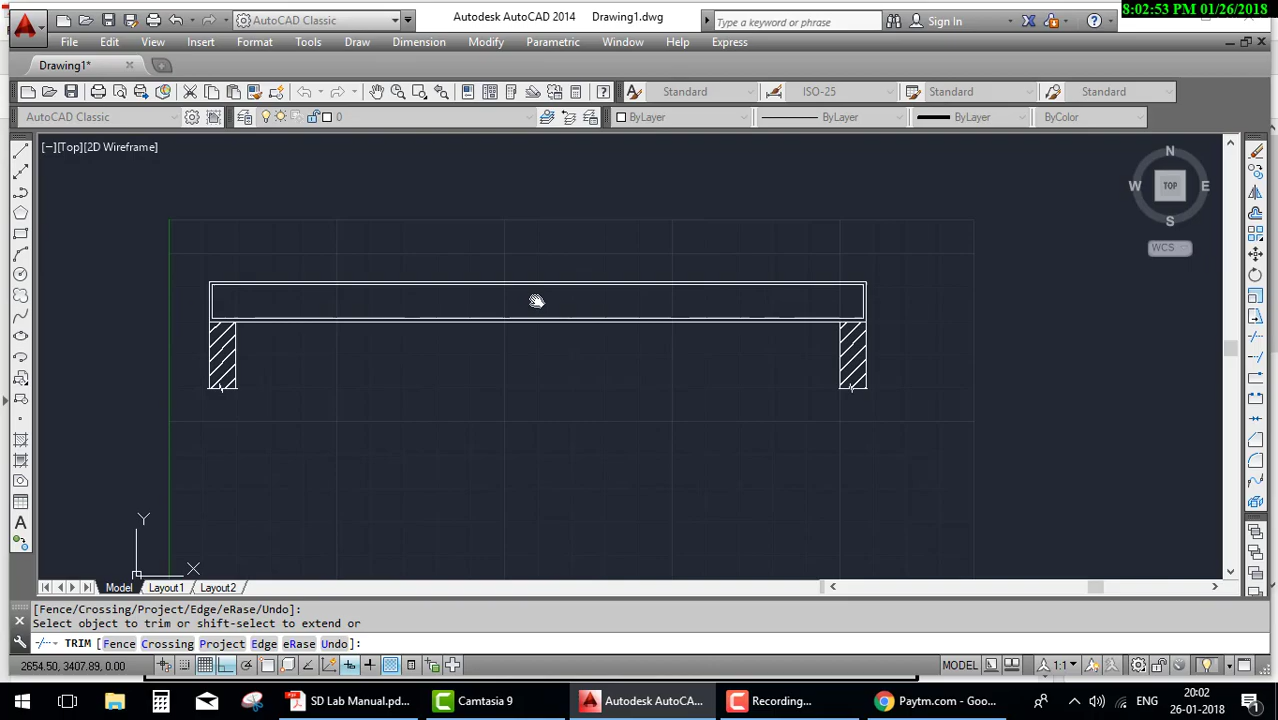 AutoCAD Classic
Autodesk AutoCAD 2014 Drawing1.dwg
Type a keyword or phrase
Sign In
8:02:53 PM 01/26/2018
File Edit View Insert Format Tools Draw Dimension Modify Parametric Window Help Express
Drawing1*
Standard ISO-25 Standard Standard
AutoCAD Classic 0 ByLayer ByLayer ByLayer ByColor
[−][Top][2D Wireframe]
N
W TOP E
S
WCS
A
Y
X
Model Layout1 Layout2
[Fence/Crossing/Project/Edge/eRase/Undo]:
Select object to trim or shift-select to extend or
TRIM [Fence Crossing Project Edge eRase Undo]:
2654.50, 3407.89, 0.00 MODEL 1:1
SD Lab Manual.pd... Camtasia 9 Autodesk AutoCA... Recording... Paytm.com - Goo... ENG 20:02
26-01-2018